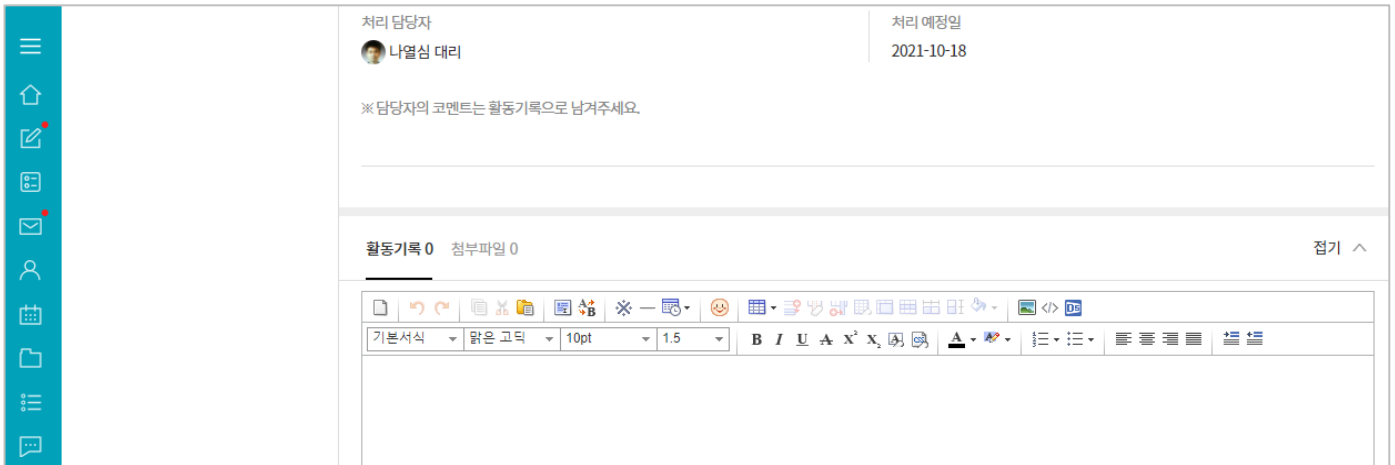 처리 담당자
처리 예정일
나열심 대리
2021-10-18
※ 담당자의 코멘트는 활동기록으로 남겨주세요.
활동기록 0 첨부파일 0
접기
기본서식 맑은 고딕 10pt 1.5